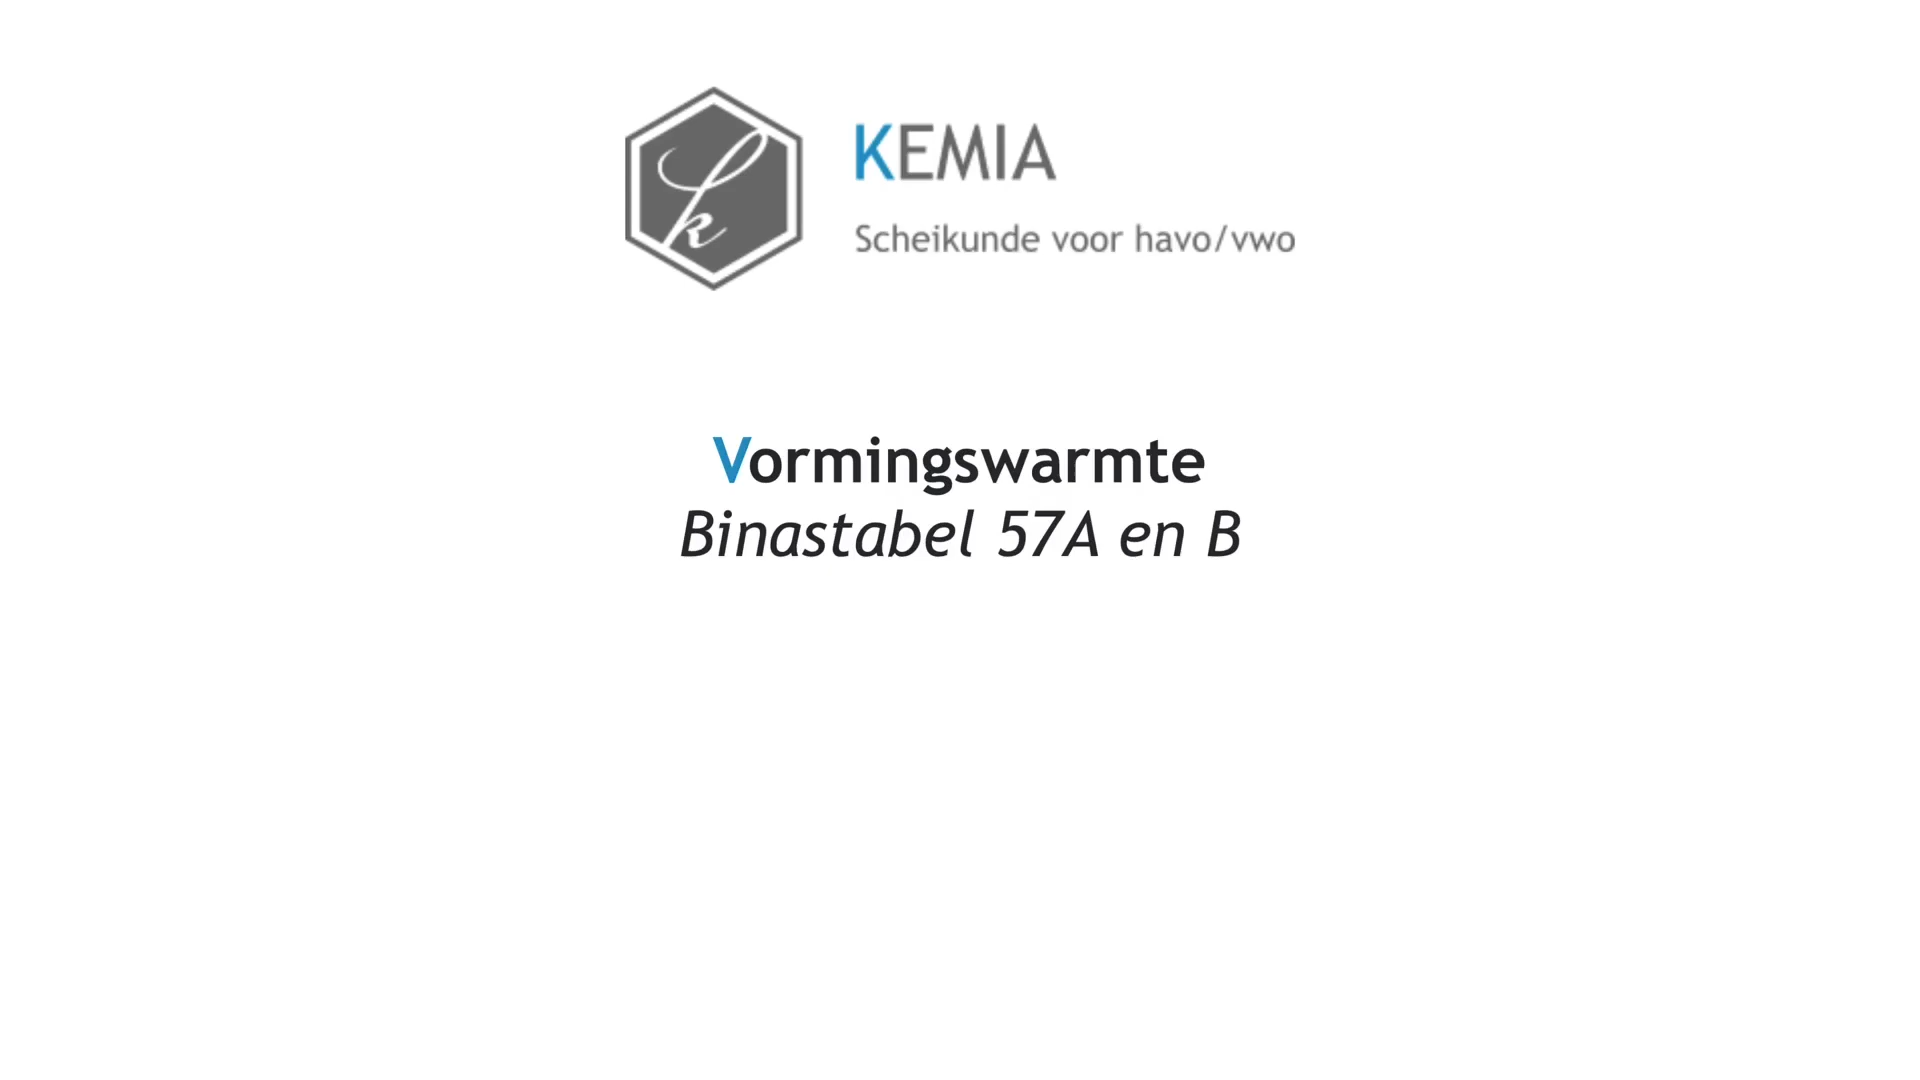 k
KEMIA
Scheikunde voor havo/vwo
Vormingswarmte
Binastabel 57A en B